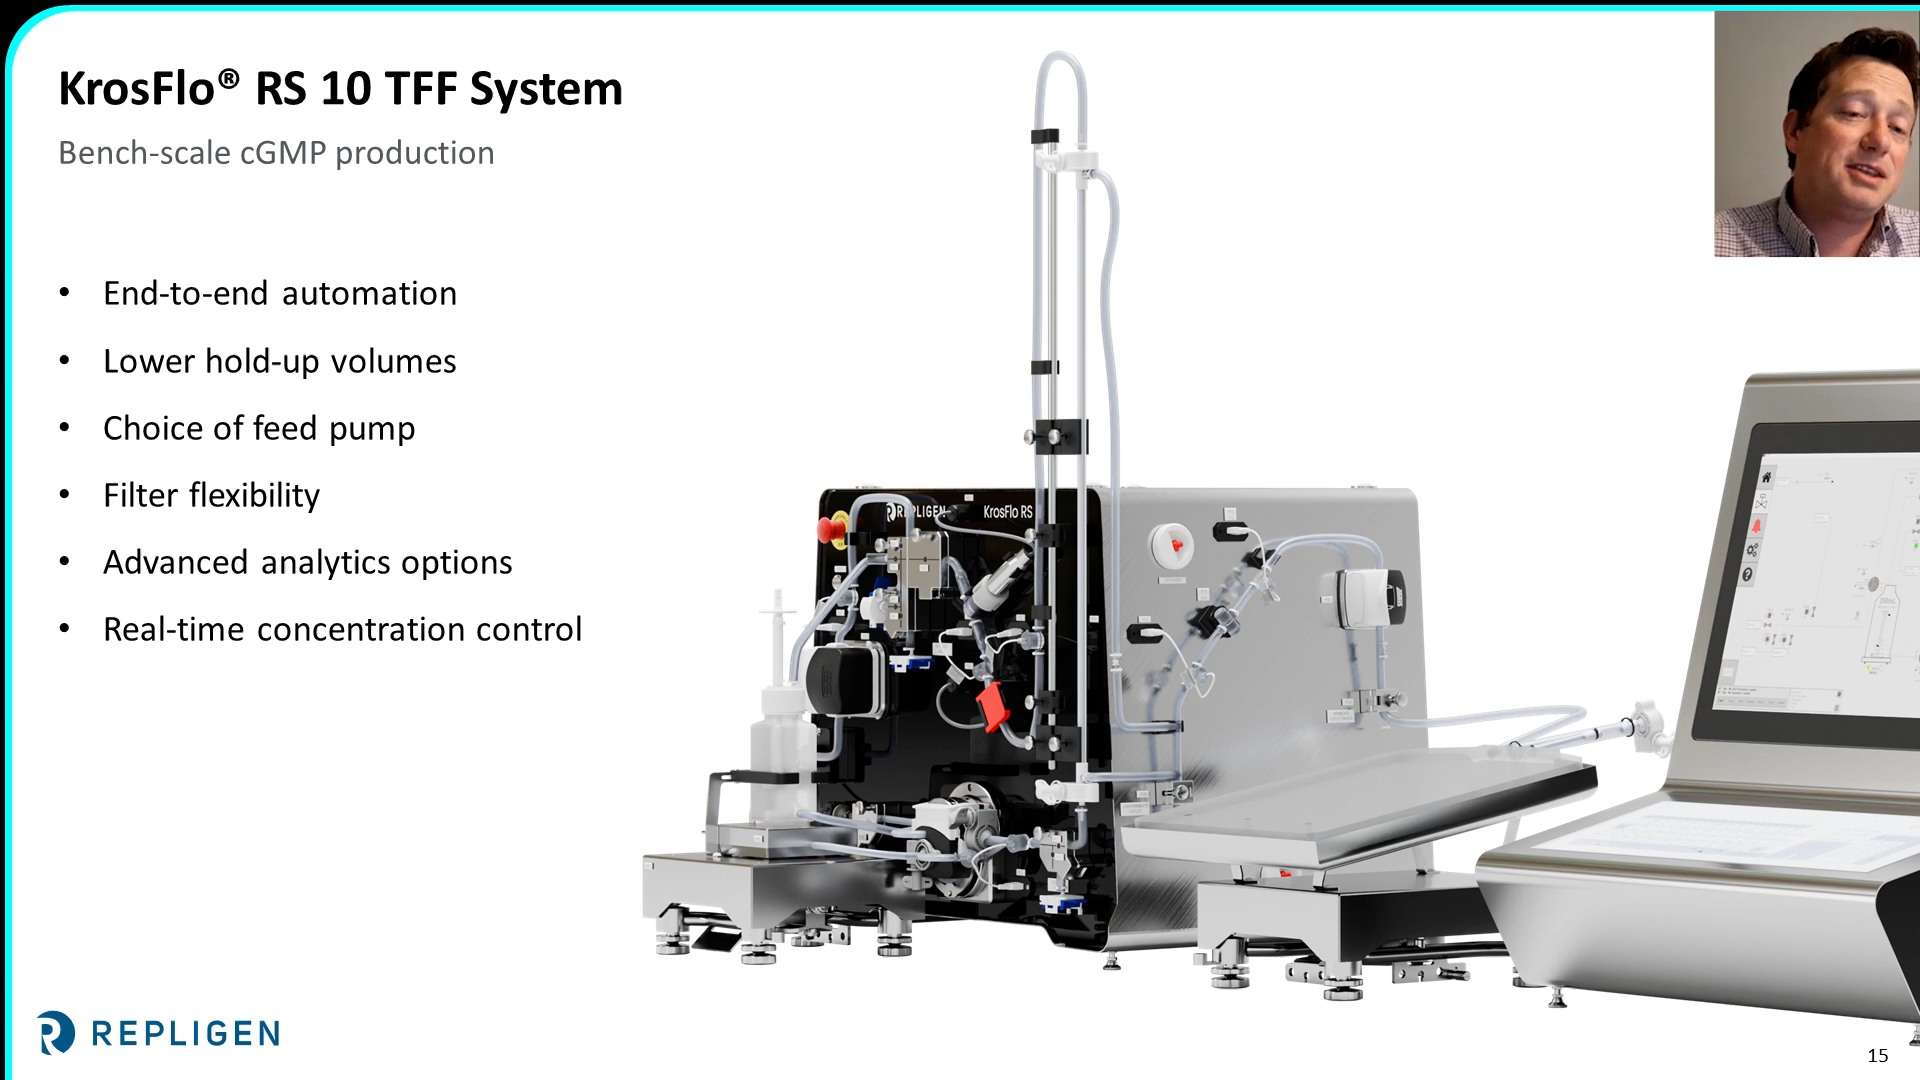 KrosFlo® RS 10 TFF System
Bench-scale cGMP production
• End-to-end automation
• Lower hold-up volumes
• Choice of feed pump
• Filter flexibility
• Advanced analytics options
• Real-time concentration control
REPLIGEN
KrosFlo RS
REPLIGEN
15